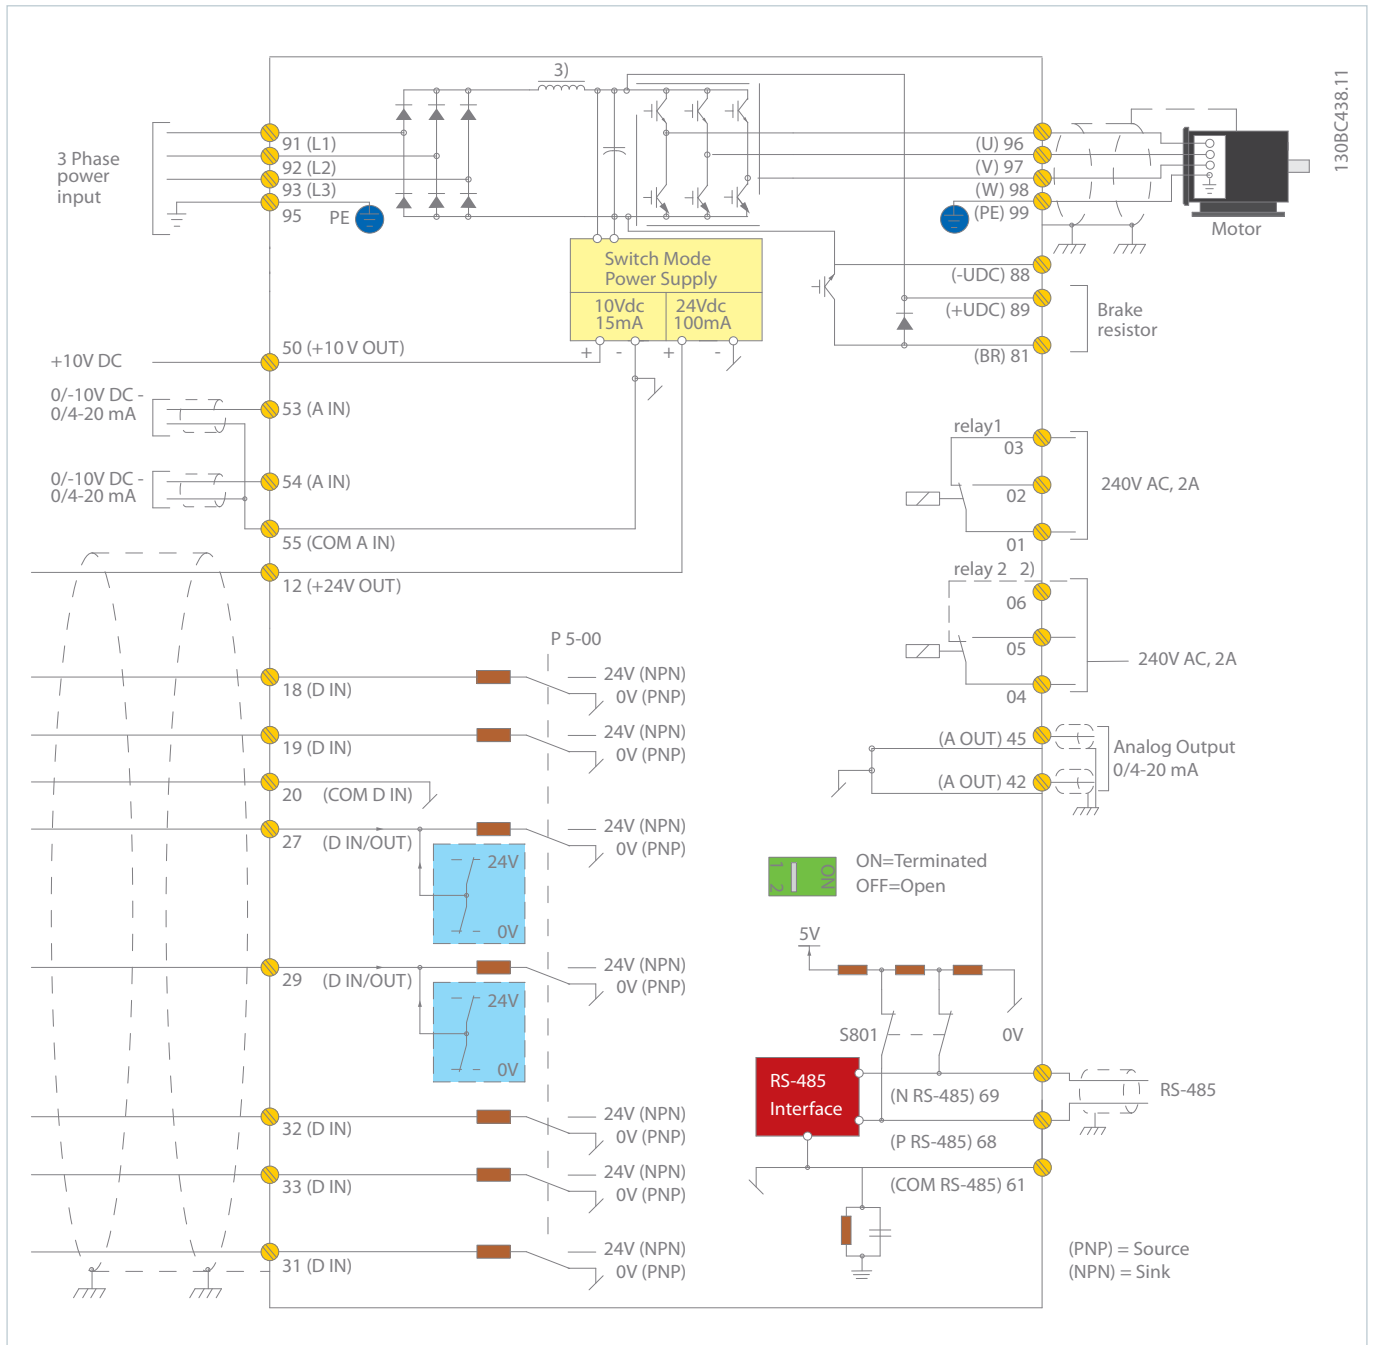 130BC438.11
3)
3 Phase
power
input
91 (L1)
92 (L2)
93 (L3)
95
PE
(U) 96
(V) 97
(W) 98
(PE) 99
Motor
Switch Mode
Power Supply
10Vdc
15mA
24Vdc
100mA
+
-
+
-
(-UDC) 88
(+UDC) 89
(BR) 81
Brake
resistor
+10V DC
50 (+10 V OUT)
0/-10V DC -
0/4-20 mA
53 (A IN)
0/-10V DC -
0/4-20 mA
54 (A IN)
55 (COM A IN)
12 (+24V OUT)
relay1
03
02
01
240V AC, 2A
relay 2 2)
06
05
04
240V AC, 2A
P 5-00
18 (D IN)
24V (NPN)
0V (PNP)
19 (D IN)
24V (NPN)
0V (PNP)
20 (COM D IN)
27 (D IN/OUT)
24V (NPN)
0V (PNP)
24V
0V
29 (D IN/OUT)
24V (NPN)
0V (PNP)
24V
0V
32 (D IN)
24V (NPN)
0V (PNP)
33 (D IN)
24V (NPN)
0V (PNP)
31 (D IN)
24V (NPN)
0V (PNP)
(A OUT) 45
(A OUT) 42
Analog Output
0/4-20 mA
1 2
ON
ON=Terminated
OFF=Open
5V
S801
0V
RS-485
Interface
(N RS-485) 69
(P RS-485) 68
(COM RS-485) 61
RS-485
(PNP) = Source
(NPN) = Sink